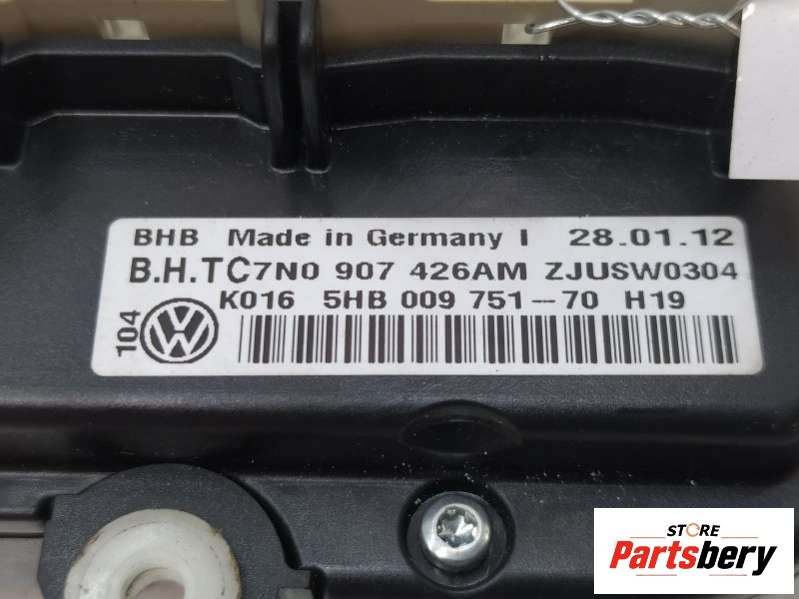 BHB Made in Germany I 28.01.12
B.H.TC7N0 907 426AM ZJUSW0304
K016 5HB 009 751-70 H19
104
VW
STORE
Partsbery